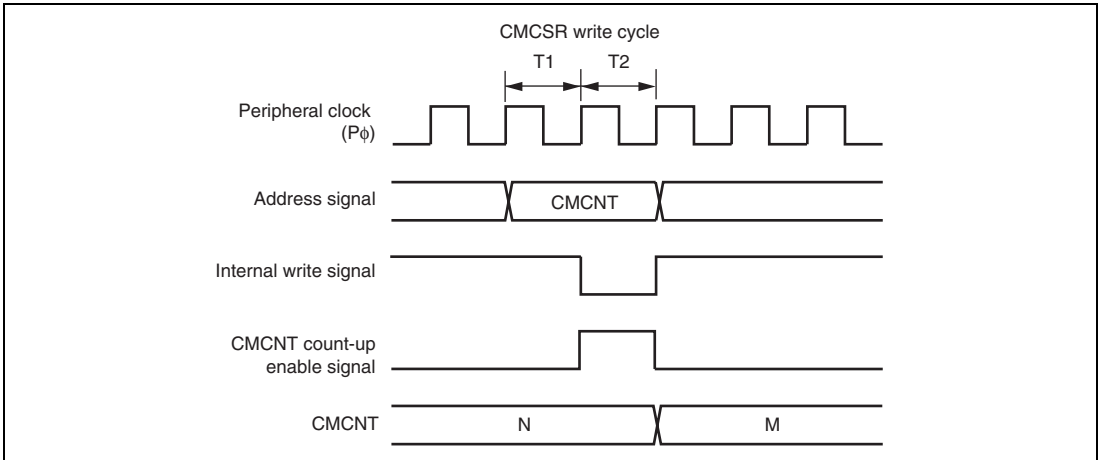 CMCSR write cycle
T1 T2
Peripheral clock
(Pϕ)
Address signal
CMCNT
Internal write signal
CMCNT count-up
enable signal
CMCNT
N
M